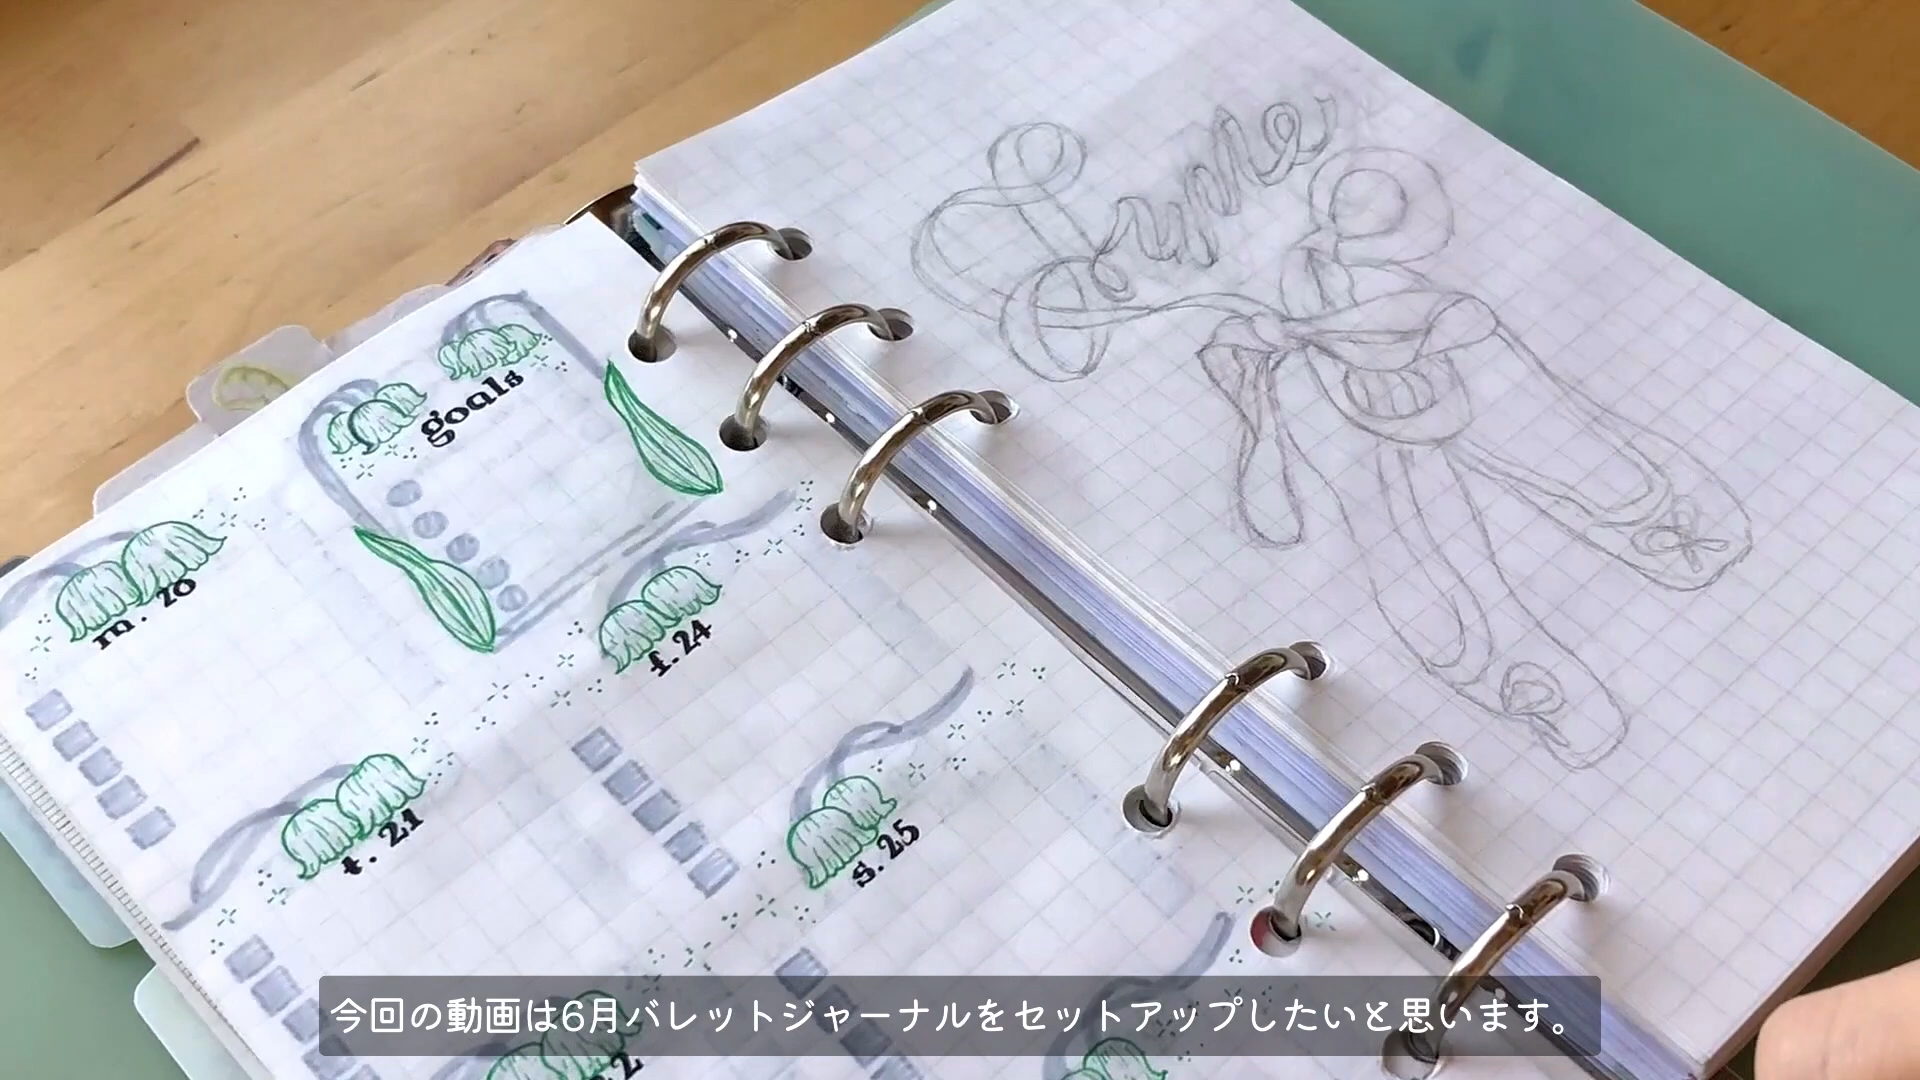 June
goals
m. 20
f. 24
t. 21
s. 25
今回の動画は6月バレットジャーナルをセットアップしたいと思います。